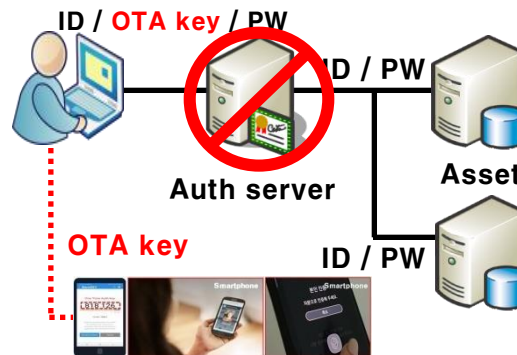 ID / OTA key / PW
ID / PW
Auth server
Asset
OTA key
ID / PW
Smartphone
Smartphone